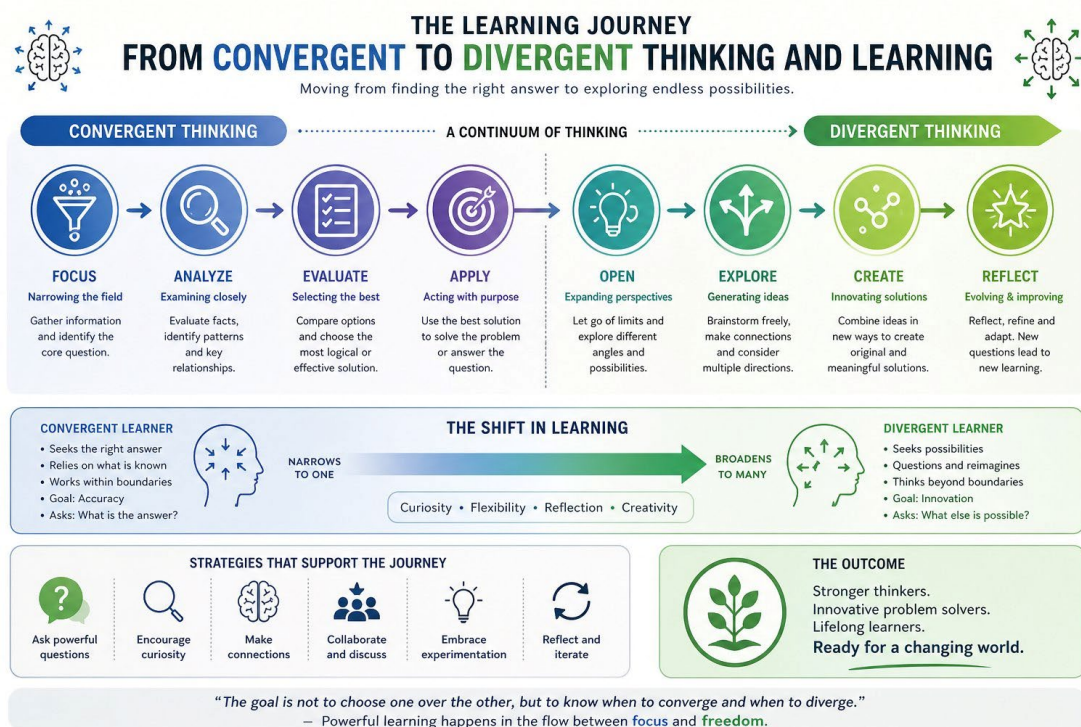 THE LEARNING JOURNEY
FROM CONVERGENT TO DIVERGENT THINKING AND LEARNING
Moving from finding the right answer to exploring endless possibilities.
CONVERGENT THINKING
A CONTINUUM OF THINKING
DIVERGENT THINKING
FOCUS
Narrowing the field
Gather information
and identify the
core question.
ANALYZE
Examining closely
Evaluate facts,
identify patterns
and key
relationships.
EVALUATE
Selecting the best
Compare options
and choose the
most logical or
effective solution.
APPLY
Acting with purpose
Use the best solution
to solve the problem
or answer the
question.
OPEN
Expanding perspectives
Let go of limits and
explore different
angles and
possibilities.
EXPLORE
Generating ideas
Brainstorm freely,
make connections
and consider
multiple directions.
CREATE
Innovating solutions
Combine ideas in
new ways to create
original and
meaningful solutions.
REFLECT
Evolving & improving
Reflect, refine and
adapt. New
questions lead to
new learning.
CONVERGENT LEARNER
• Seeks the right answer
• Relies on what is known
• Works within boundaries
• Goal: Accuracy
• Asks: What is the answer?
THE SHIFT IN LEARNING
NARROWS
TO ONE
BROADENS
TO MANY
Curiosity • Flexibility • Reflection • Creativity
DIVERGENT LEARNER
• Seeks possibilities
• Questions and reimagines
• Thinks beyond boundaries
• Goal: Innovation
• Asks: What else is possible?
STRATEGIES THAT SUPPORT THE JOURNEY
?
Ask powerful
questions
Encourage
curiosity
Make
connections
Collaborate
and discuss
Embrace
experimentation
Reflect and
iterate
THE OUTCOME
Stronger thinkers.
Innovative problem solvers.
Lifelong learners.
Ready for a changing world.
“The goal is not to choose one over the other, but to know when to converge and when to diverge.”
— Powerful learning happens in the flow between focus and freedom.